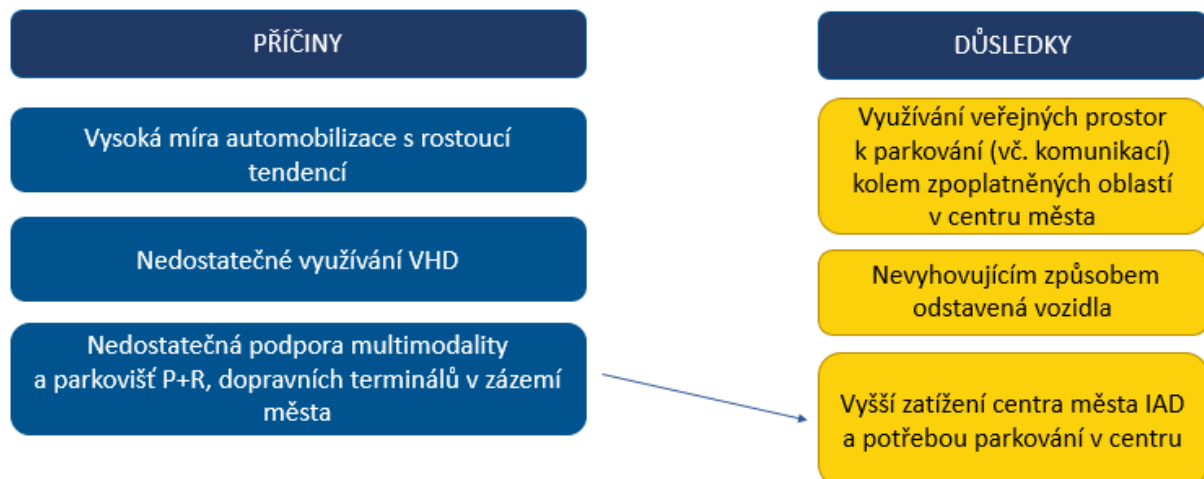 PŘÍČINY
Vysoká míra automobilizace s rostoucí
tendencí
Nedostatečné využívání VHD
Nedostatečná podpora multimodality
a parkovišť P+R, dopravních terminálů v zázemí
města
DŮSLEDKY
Využívání veřejných prostor
k parkování (vč. komunikací)
kolem zpoplatněných oblastí
v centru města
Nevyhovujícím způsobem
odstavená vozidla
Vyšší zatížení centra města IAD
a potřebou parkování v centru